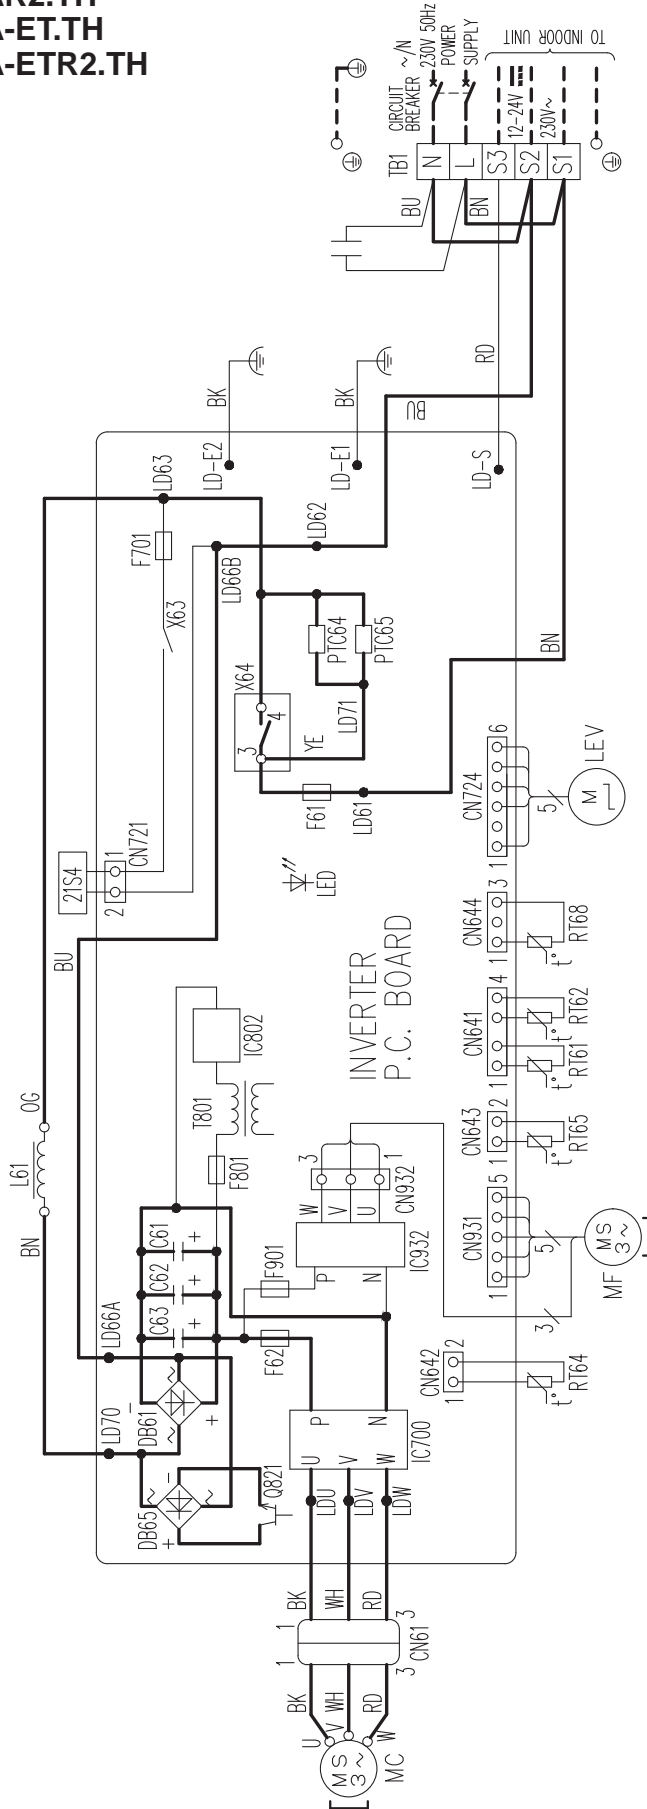 AR2.TH
A-ET.TH
A-ETR2.TH
CIRCUIT
BREAKER
~/N
230V 50Hz
POWER
SUPPLY
TO INDOOR UNIT
12-24V
230V~
TB1
N
L
S3
S2
S1
BU
BN
RD
BK
BK
BU
LD-E2
LD-E1
LD-S
LD63
F701
X63
LD62
LD66B
PTC64
PTC65
X64
3
4
YE
LD71
F61
LD61
BN
21S4
1
2
CN721
LED
BU
INVERTER
P.C. BOARD
IC802
T801
F801
L61
OG
BN
C61
+
C62
+
C63
+
LD66A
LD70
DB61
-
+
~
~
DB65
-
+
~
~
Q821
F901
F62
P
N
IC932
W
V
U
3
1
CN932
P
N
U
V
W
IC700
LDU
LDV
LDW
CN724
1
6
5
M
LEV
CN644
1
3
t°
RT68
CN641
1
4
t°
RT62
t°
RT61
CN643
1
2
t°
RT65
CN931
1
5
5
3
MS
3~
MF
CN642
1
2
t°
RT64
BK
WH
RD
1
1
3
3
CN61
BK
WH
RD
U
V
W
MS
3~
MC